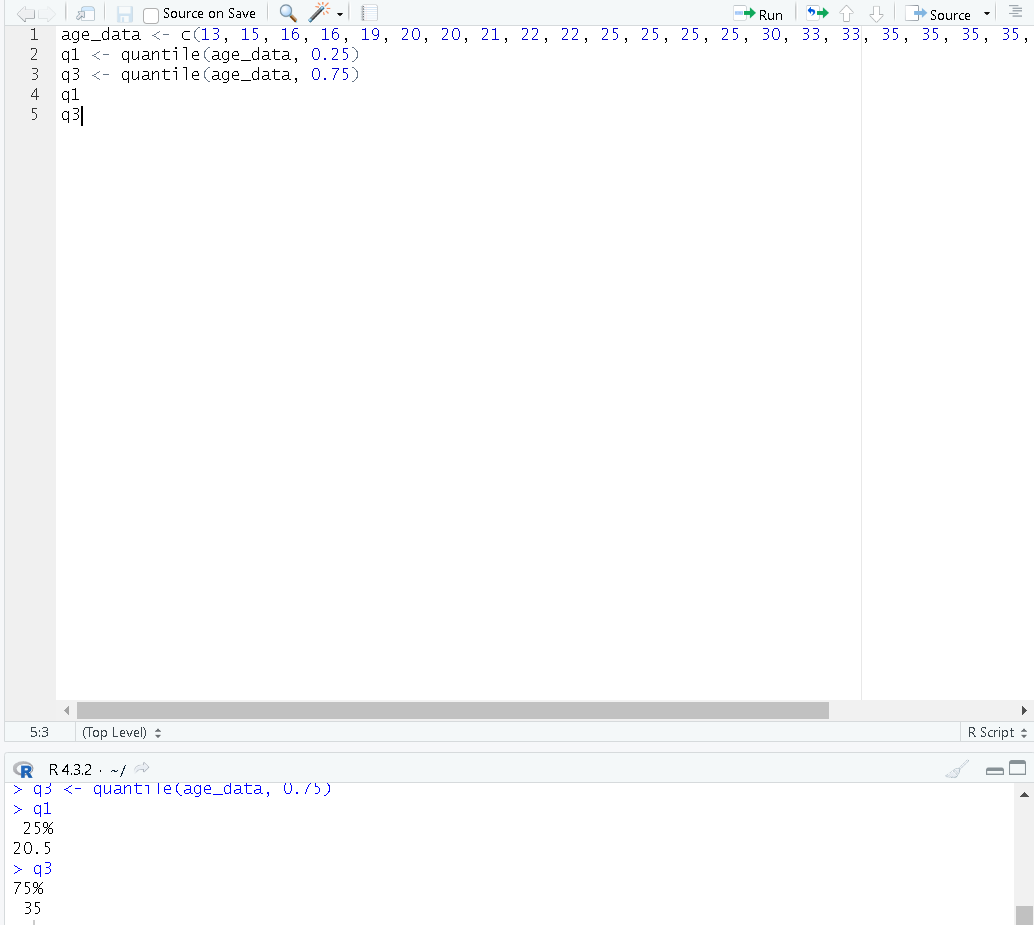 Source on Save
Run
Source
1 age_data <- c(13, 15, 16, 16, 19, 20, 20, 21, 22, 22, 25, 25, 25, 25, 30, 33, 33, 35, 35, 35, 35,
2 q1 <- quantile(age_data, 0.25)
3 q3 <- quantile(age_data, 0.75)
4 q1
5 q3
5:3 (Top Level) R Script
R R 4.3.2 · ~/
> q3 <- quantile(age_data, 0.75)
> q1
25%
20.5
> q3
75%
35